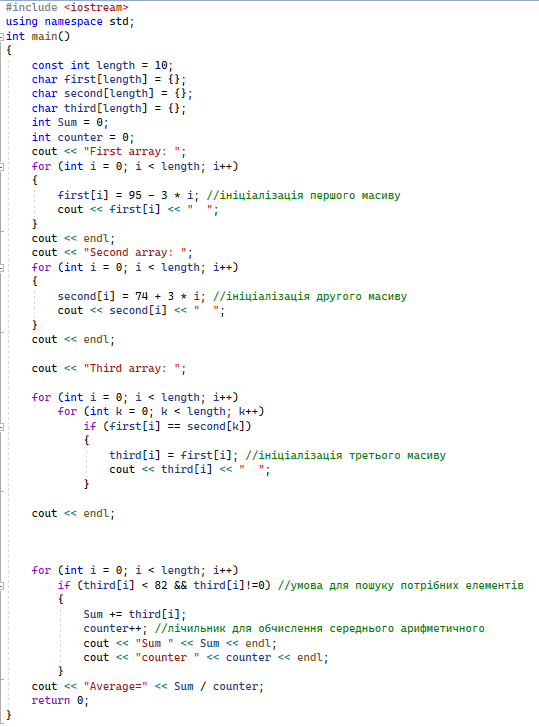 #include <iostream>
using namespace std;
int main()
{
    const int length = 10;
    char first[length] = {};
    char second[length] = {};
    char third[length] = {};
    int Sum = 0;
    int counter = 0;
    cout << "First array: ";
    for (int i = 0; i < length; i++)
    {
        first[i] = 95 - 3 * i; //ініціалізація першого масиву
        cout << first[i] << "  ";
    }
    cout << endl;
    cout << "Second array: ";
    for (int i = 0; i < length; i++)
    {
        second[i] = 74 + 3 * i; //ініціалізація другого масиву
        cout << second[i] << "  ";
    }
    cout << endl;

    cout << "Third array: ";

    for (int i = 0; i < length; i++)
        for (int k = 0; k < length; k++)
            if (first[i] == second[k])
            {
                third[i] = first[i]; //ініціалізація третього масиву
                cout << third[i] << "  ";
            }

    cout << endl;

    for (int i = 0; i < length; i++)
        if (third[i] < 82 && third[i]!=0) //умова для пошуку потрібних елементів
        {
            Sum += third[i];
            counter++; //лічильник для обчислення середнього арифметичного
            cout << "Sum " << Sum << endl;
            cout << "counter " << counter << endl;
        }
    cout << "Average=" << Sum / counter;
    return 0;
}